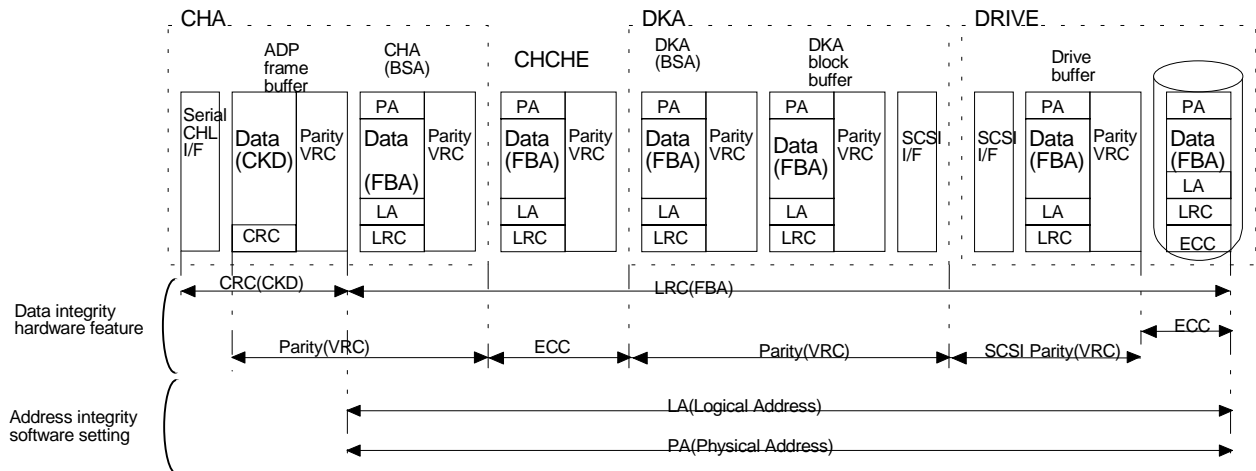 CHA
DKA
DRIVE
ADP
frame
buffer
CHA
(BSA)
CHCHE
DKA
(BSA)
DKA
block
buffer
Drive
buffer
Serial
CHL
I/F
Data
(CKD)
CRC
Parity
VRC
PA
Data
(FBA)
LA
LRC
Parity
VRC
PA
Data
(FBA)
LA
LRC
Parity
VRC
PA
Data
(FBA)
LA
LRC
Parity
VRC
PA
Data
(FBA)
LA
LRC
Parity
VRC
SCSI
I/F
SCSI
I/F
PA
Data
(FBA)
LA
LRC
Parity
VRC
PA
Data
(FBA)
LA
LRC
ECC
Data integrity
hardware feature
CRC(CKD)
LRC(FBA)
ECC
Parity(VRC)
ECC
Parity(VRC)
SCSI Parity(VRC)
Address integrity
software setting
LA(Logical Address)
PA(Physical Address)